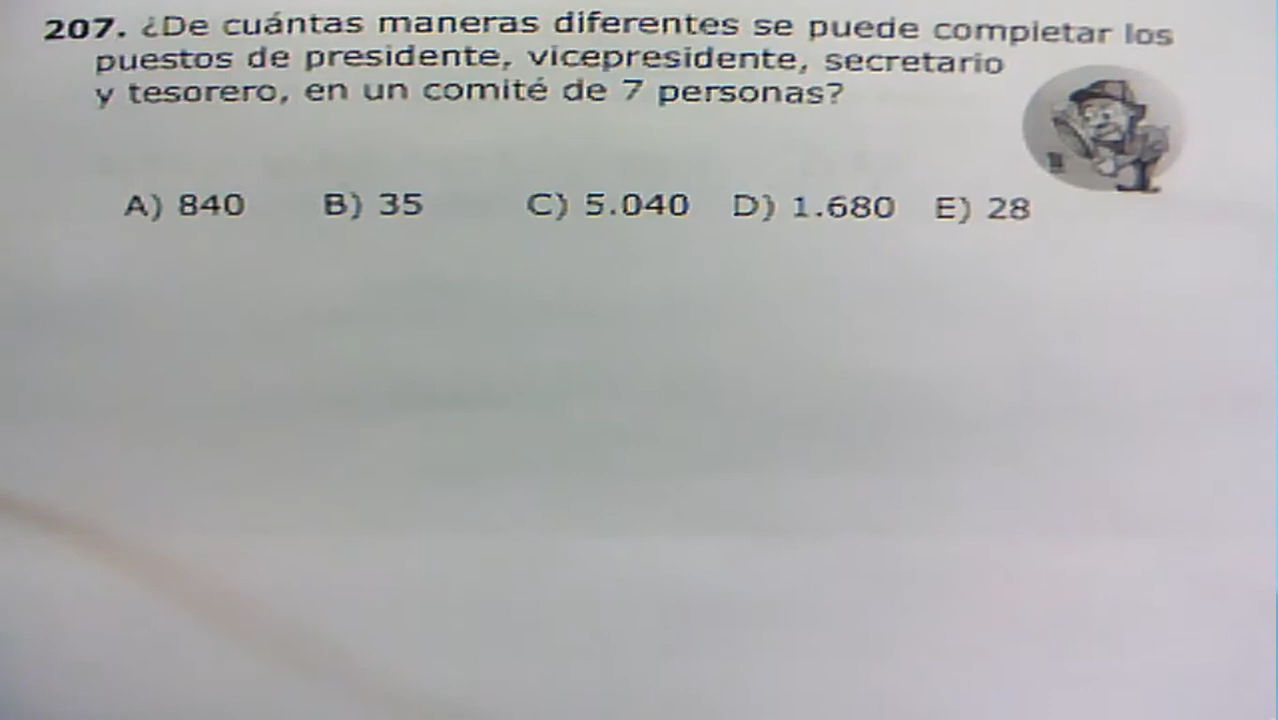 207. ¿De cuántas maneras diferentes se puede completar los
puestos de presidente, vicepresidente, secretario
y tesorero, en un comité de 7 personas?
A) 840 B) 35 C) 5.040 D) 1.680 E) 28